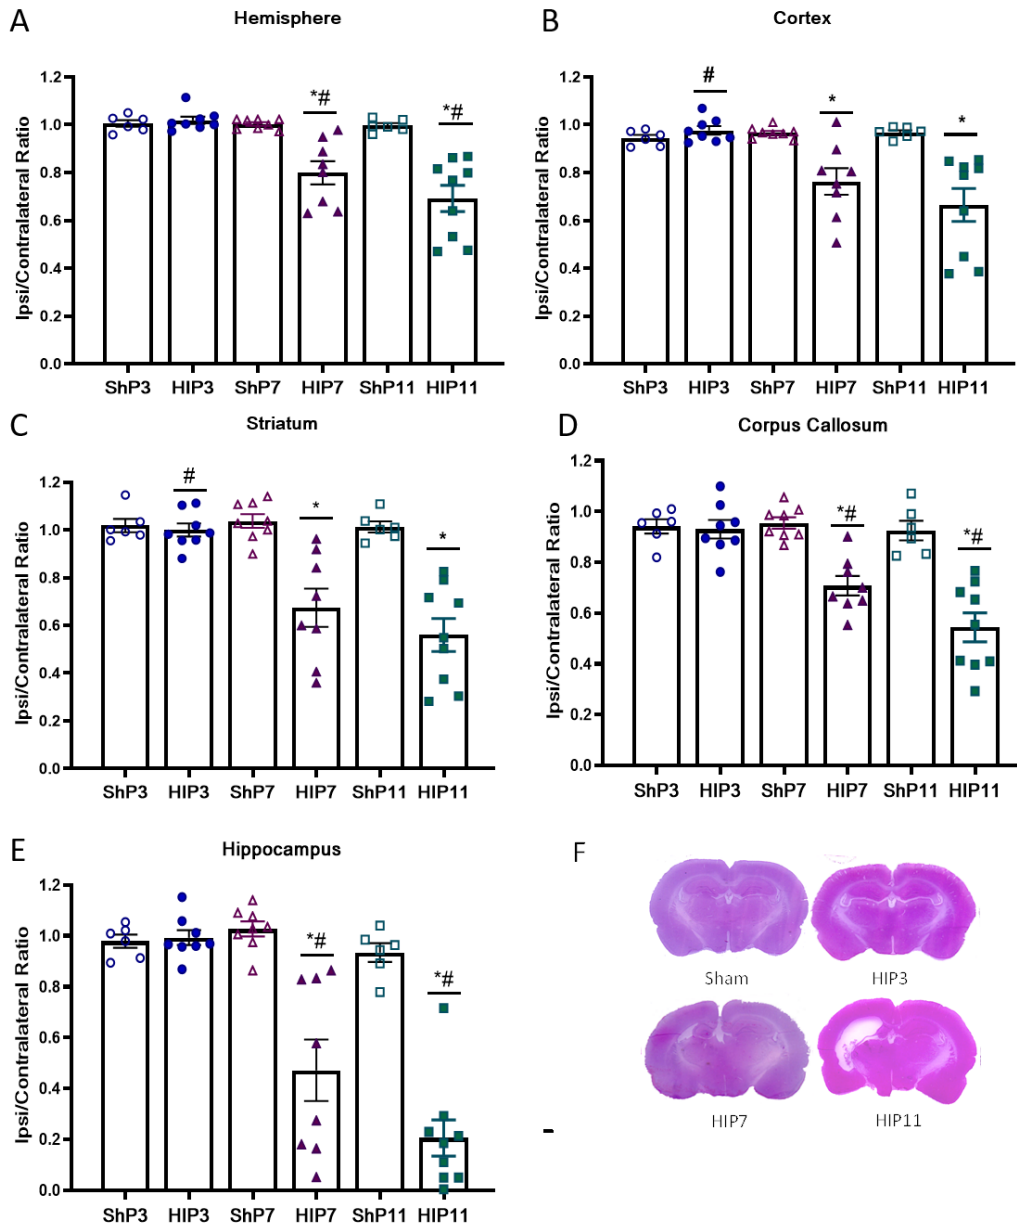 A
Hemisphere
Ipsi/Contralateral Ratio
1.2
1.0
0.8
0.6
0.4
0.2
0.0
*#
*#
ShP3 HIP3 ShP7 HIP7 ShP11 HIP11
B
Cortex
Ipsi/Contralateral Ratio
1.2
1.0
0.8
0.6
0.4
0.2
0.0
#
*
*
ShP3 HIP3 ShP7 HIP7 ShP11 HIP11
C
Striatum
Ipsi/Contralateral Ratio
1.2
1.0
0.8
0.6
0.4
0.2
0.0
#
*
*
ShP3 HIP3 ShP7 HIP7 ShP11 HIP11
D
Corpus Callosum
Ipsi/Contralateral Ratio
1.2
1.0
0.8
0.6
0.4
0.2
0.0
*#
*#
ShP3 HIP3 ShP7 HIP7 ShP11 HIP11
E
Hippocampus
Ipsi/Contralateral Ratio
1.2
1.0
0.8
0.6
0.4
0.2
0.0
*#
*#
ShP3 HIP3 ShP7 HIP7 ShP11 HIP11
F
Sham HIP3
HIP7 HIP11